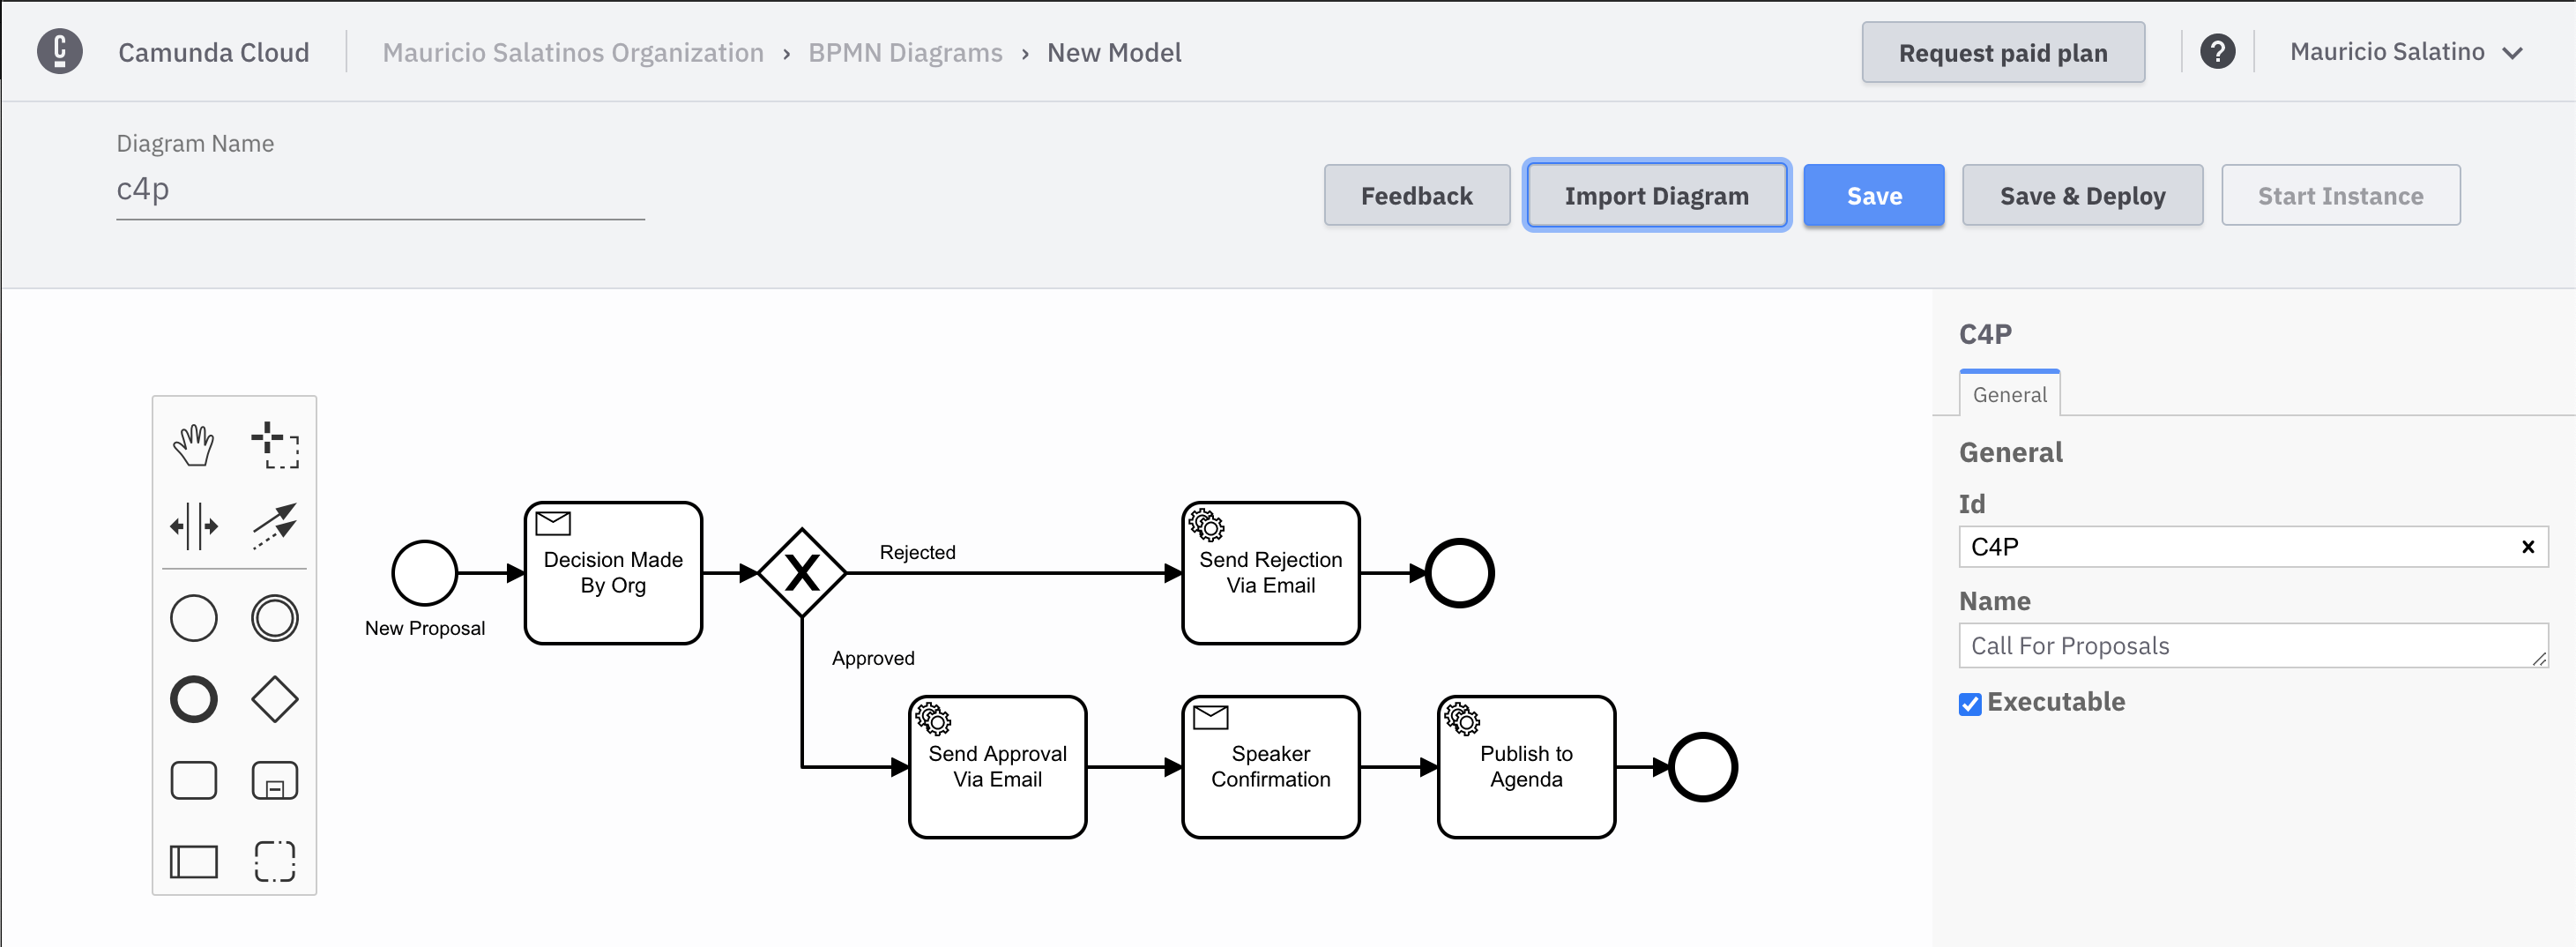 Camunda Cloud
Mauricio Salatinos Organization › BPMN Diagrams › New Model
Request paid plan
?
Mauricio Salatino
Diagram Name
c4p
Feedback
Import Diagram
Save
Save & Deploy
Start Instance
C4P
General
General
Id
C4P
Name
Call For Proposals
Executable
New Proposal
Decision Made
By Org
Rejected
Send Rejection
Via Email
Approved
Send Approval
Via Email
Speaker
Confirmation
Publish to
Agenda